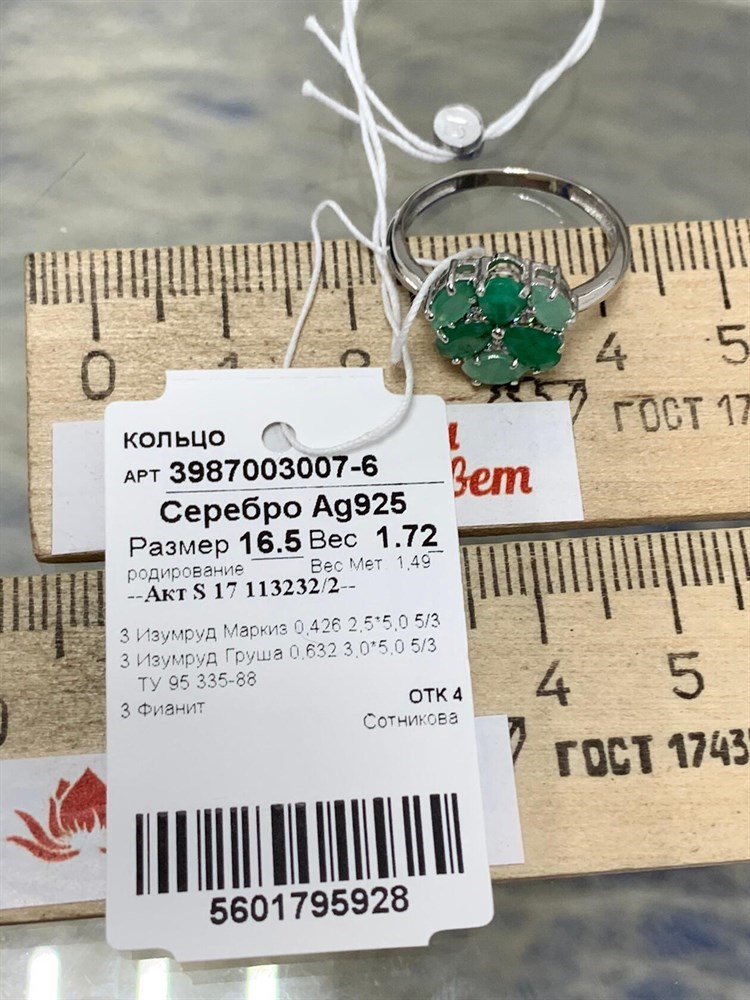 0 1 2 4 5
ГОСТ 17
вет
КОЛЬЦО
АРТ 3987003007-6
Серебро Ag925
Размер 16.5 Вес 1.72
родирование Вес Мет. 1,49
--Акт S 17 113232/2--
3 Изумруд Маркиз 0,426 2,5*5,0 5/3
3 Изумруд Груша 0,632 3,0*5,0 5/3
ТУ 95 335-88
3 Фианит
ОТК 4
Сотникова
5601795928
0 4 5
ГОСТ 1743